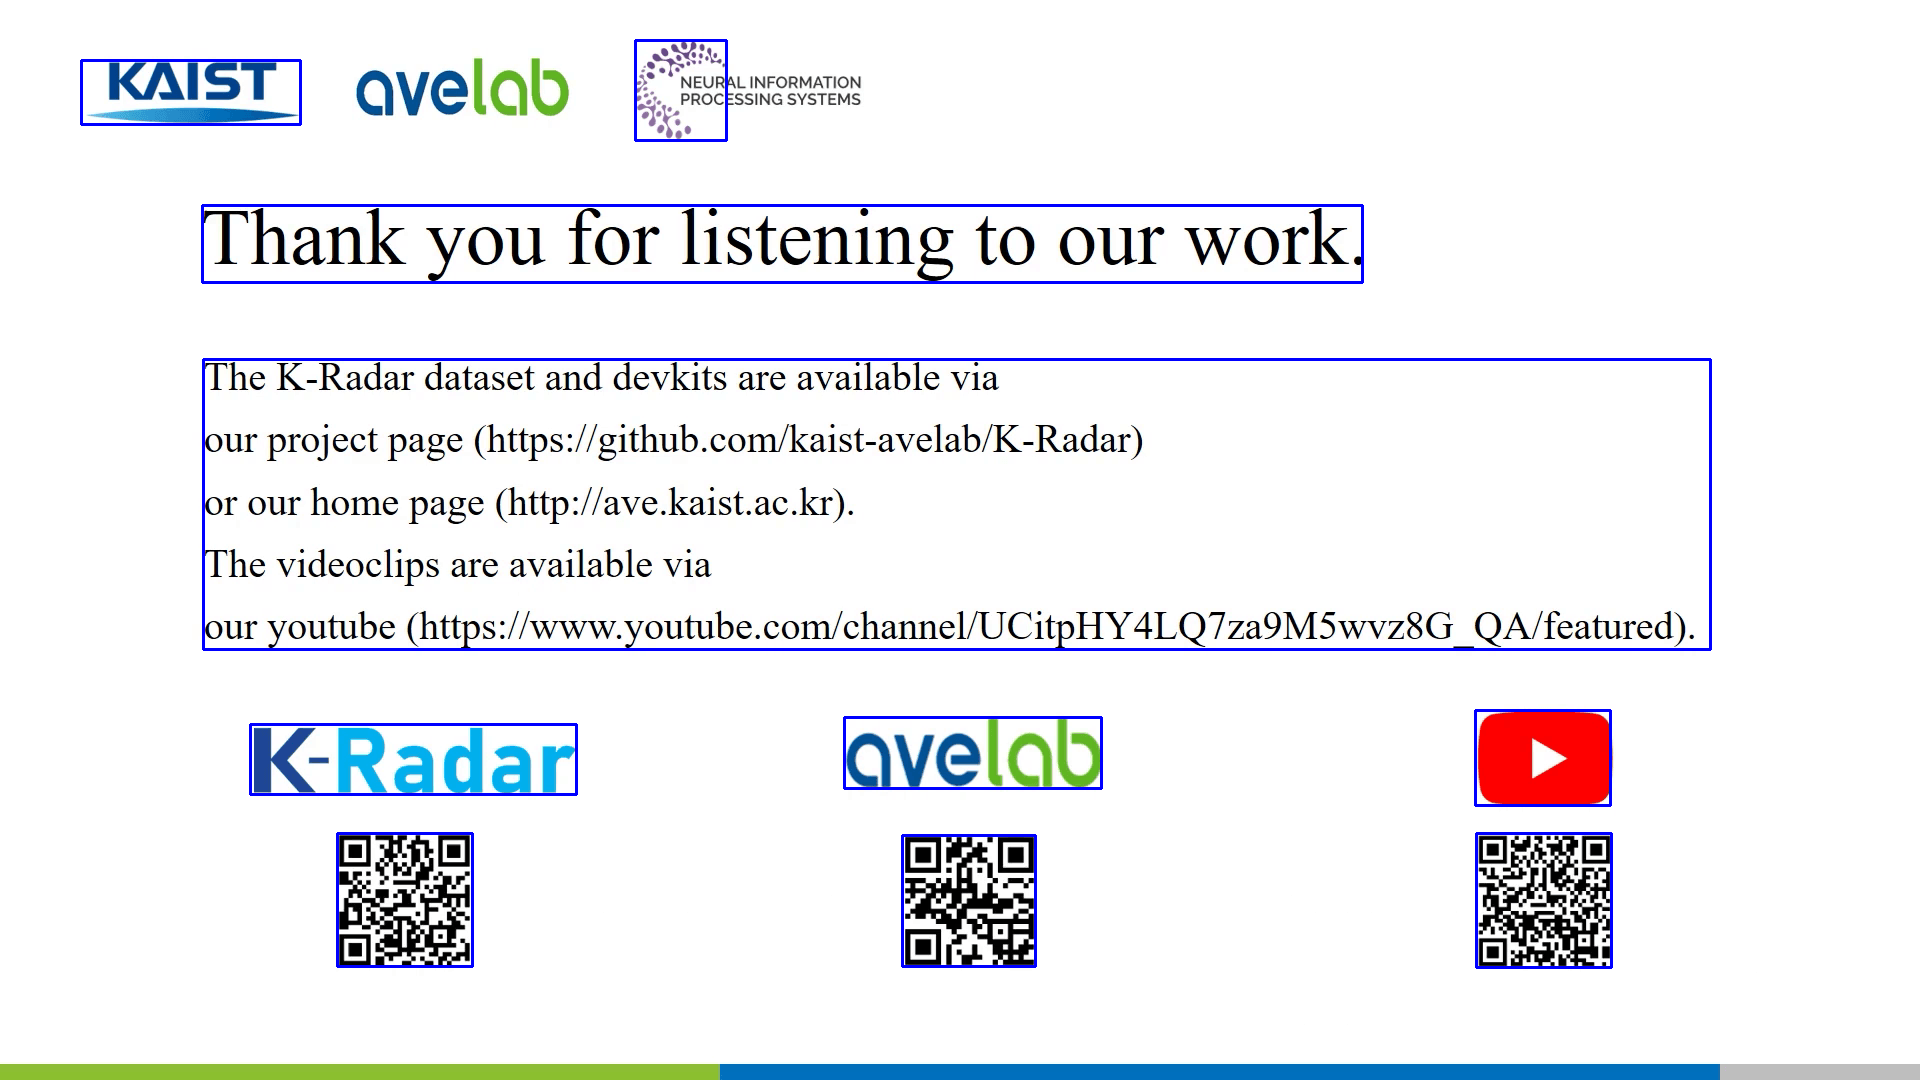 KAIST avelab NEURAL INFORMATION
PROCESSING SYSTEMS
Thank you for listening to our work.
The K-Radar dataset and devkits are available via
our project page (https://github.com/kaist-avelab/K-Radar)
or our home page (http://ave.kaist.ac.kr).
The videoclips are available via
our youtube (https://www.youtube.com/channel/UCitpHY4LQ7za9M5wvz8G_QA/featured).
K-Radar avelab